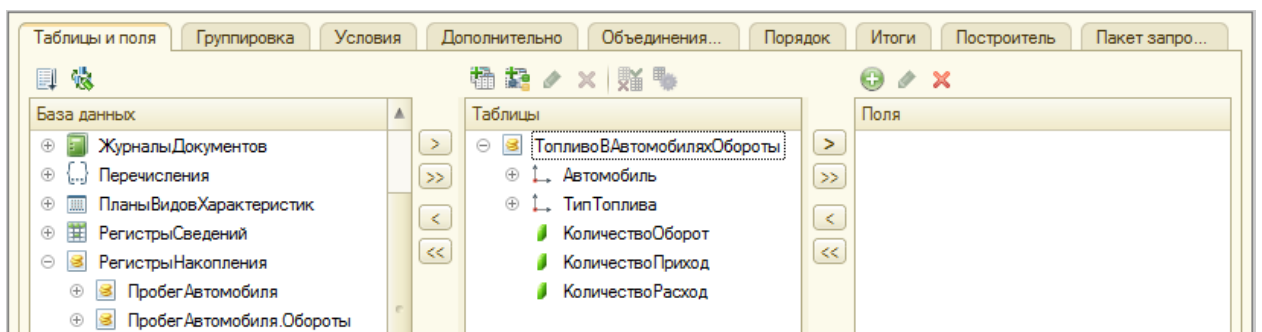 Таблицы и поля Группировка Условия Дополнительно Объединения... Порядок Итоги Построитель Пакет запро...
База данных
ЖурналыДокументов
Перечисления
ПланыВидовХарактеристик
РегистрыСведений
РегистрыНакопления
ПробегАвтомобиля
ПробегАвтомобиля.Обороты
> 
>>
<
<<
Таблицы
ТопливоВАвтомобиляхОбороты
Автомобиль
ТипТоплива
КоличествоОборот
КоличествоПриход
КоличествоРасход
>
>>
<
<<
Поля